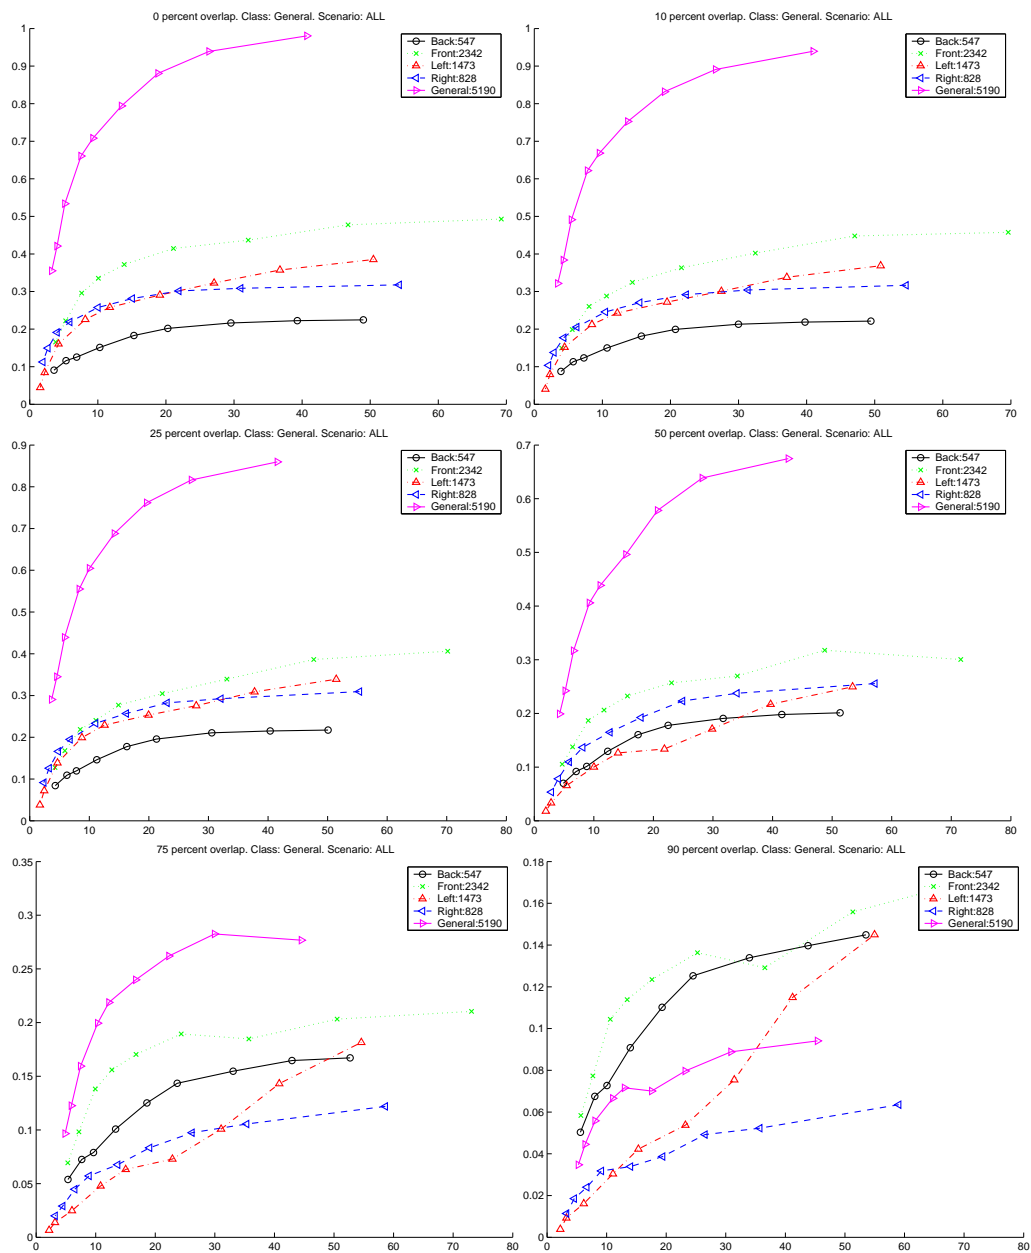 0 percent overlap. Class: General. Scenario: ALL
1
0.9
0.8
0.7
0.6
0.5
0.4
0.3
0.2
0.1
0
0 10 20 30 40 50 60 70
Back:547
Front:2342
Left:1473
Right:828
General:5190
10 percent overlap. Class: General. Scenario: ALL
1
0.9
0.8
0.7
0.6
0.5
0.4
0.3
0.2
0.1
0
0 10 20 30 40 50 60 70
Back:547
Front:2342
Left:1473
Right:828
General:5190
25 percent overlap. Class: General. Scenario: ALL
0.9
0.8
0.7
0.6
0.5
0.4
0.3
0.2
0.1
0
0 10 20 30 40 50 60 70 80
Back:547
Front:2342
Left:1473
Right:828
General:5190
50 percent overlap. Class: General. Scenario: ALL
0.7
0.6
0.5
0.4
0.3
0.2
0.1
0
0 10 20 30 40 50 60 70 80
Back:547
Front:2342
Left:1473
Right:828
General:5190
75 percent overlap. Class: General. Scenario: ALL
0.35
0.3
0.25
0.2
0.15
0.1
0.05
0
0 10 20 30 40 50 60 70 80
Back:547
Front:2342
Left:1473
Right:828
General:5190
90 percent overlap. Class: General. Scenario: ALL
0.18
0.16
0.14
0.12
0.1
0.08
0.06
0.04
0.02
0
0 10 20 30 40 50 60 70 80
Back:547
Front:2342
Left:1473
Right:828
General:5190